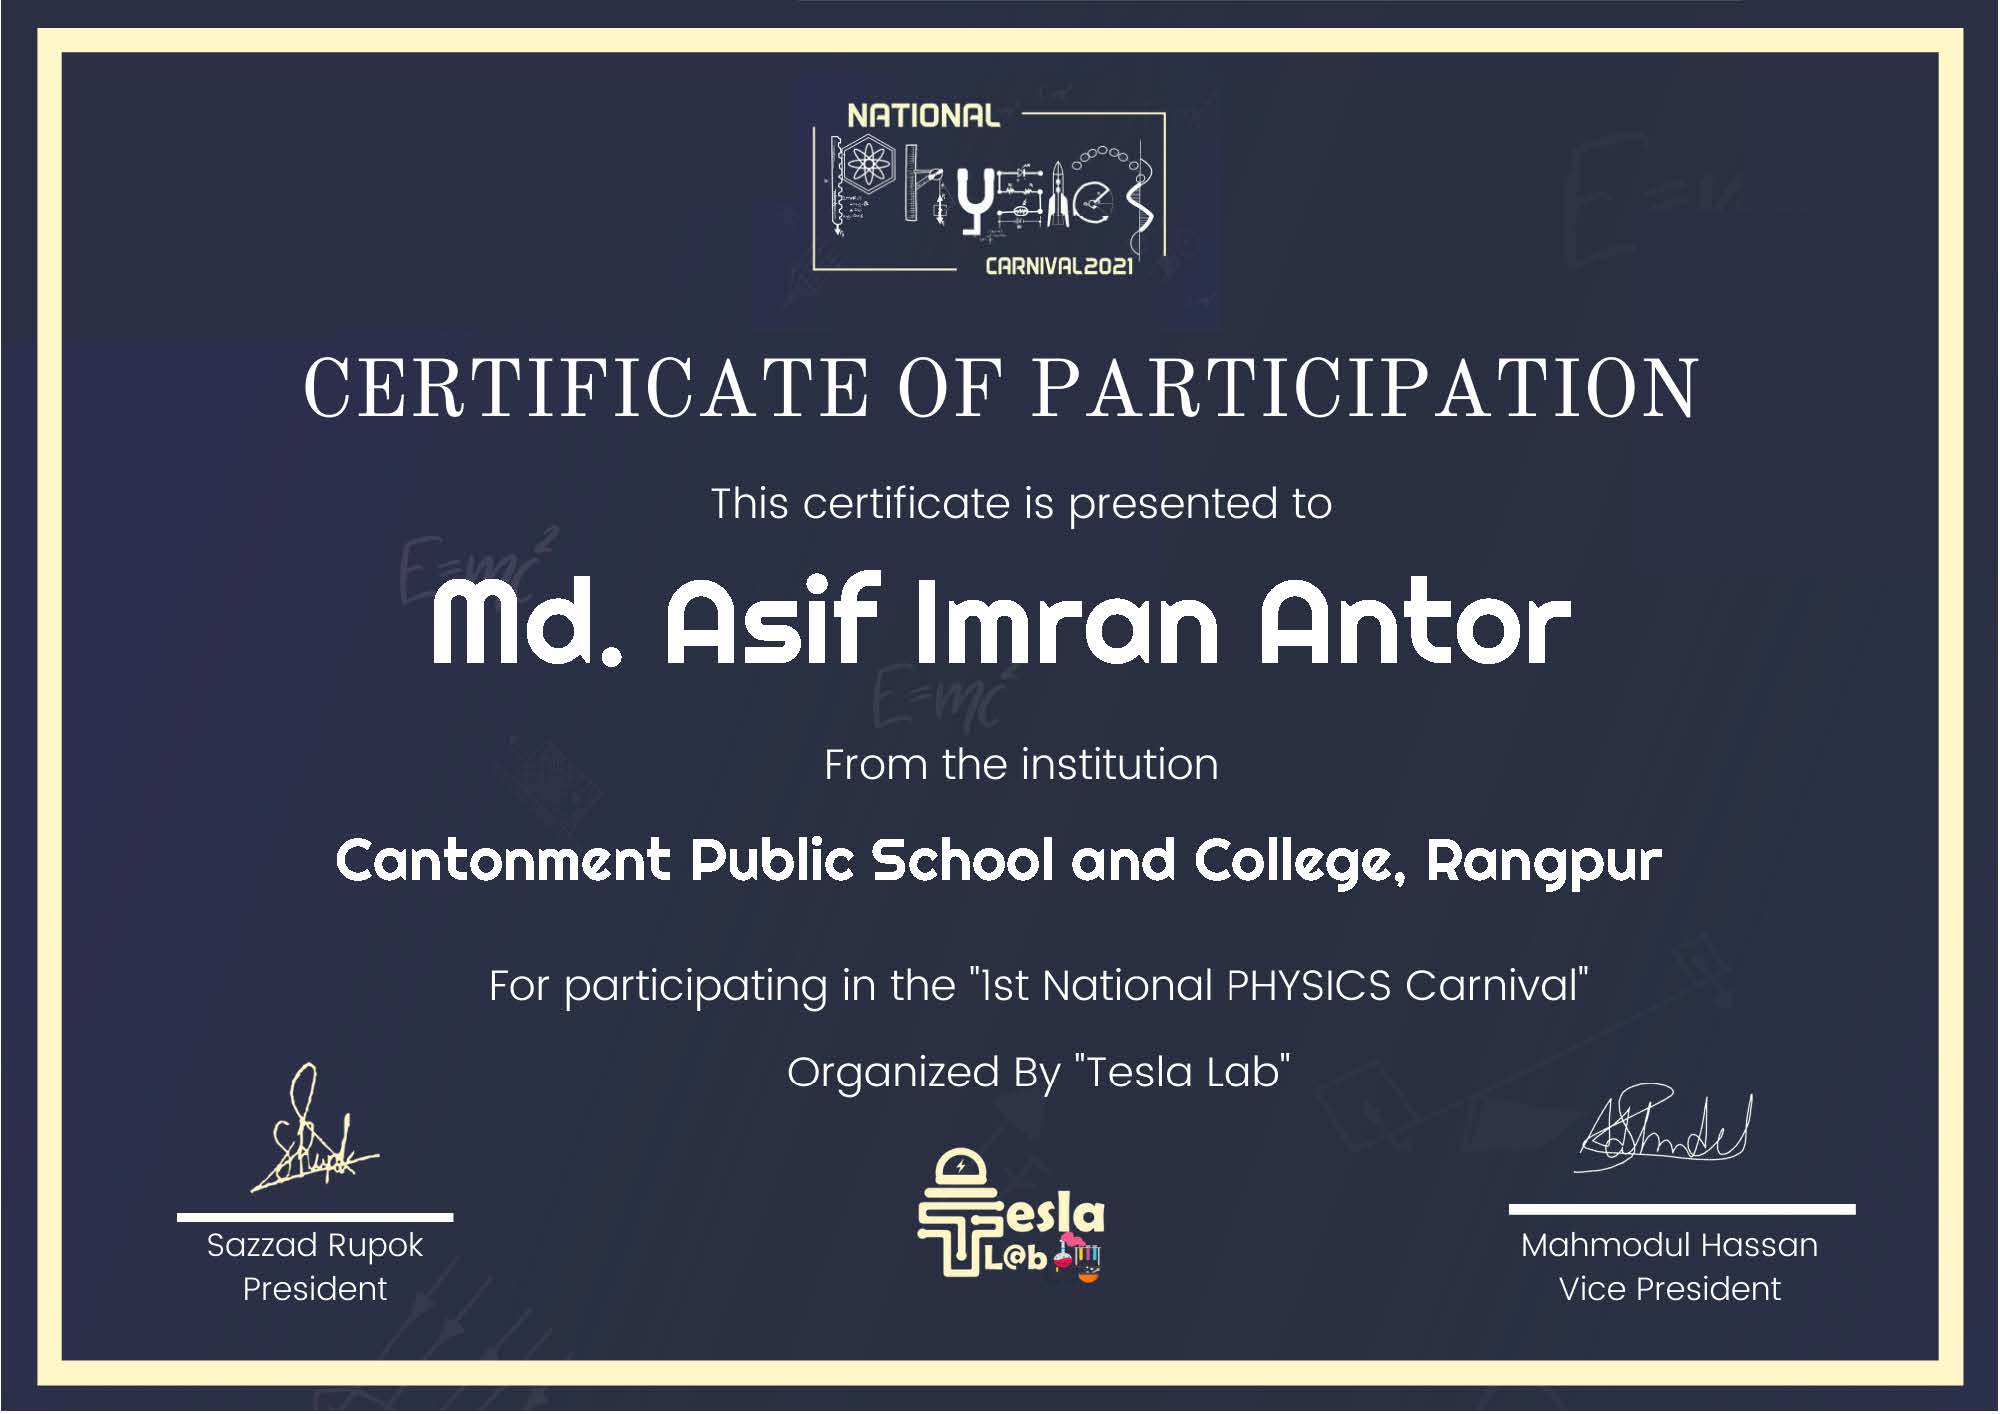 NATIONAL
Physics
CARNIVAL2021
CERTIFICATE OF PARTICIPATION
This certificate is presented to
E=mc²
Md. Asif Imran Antor
E=mc²
From the institution
Cantonment Public School and College, Rangpur
For participating in the "1st National PHYSICS Carnival"
Organized By "Tesla Lab"
Tesla
L@b
Sazzad Rupok
President
Mahmodul Hassan
Vice President